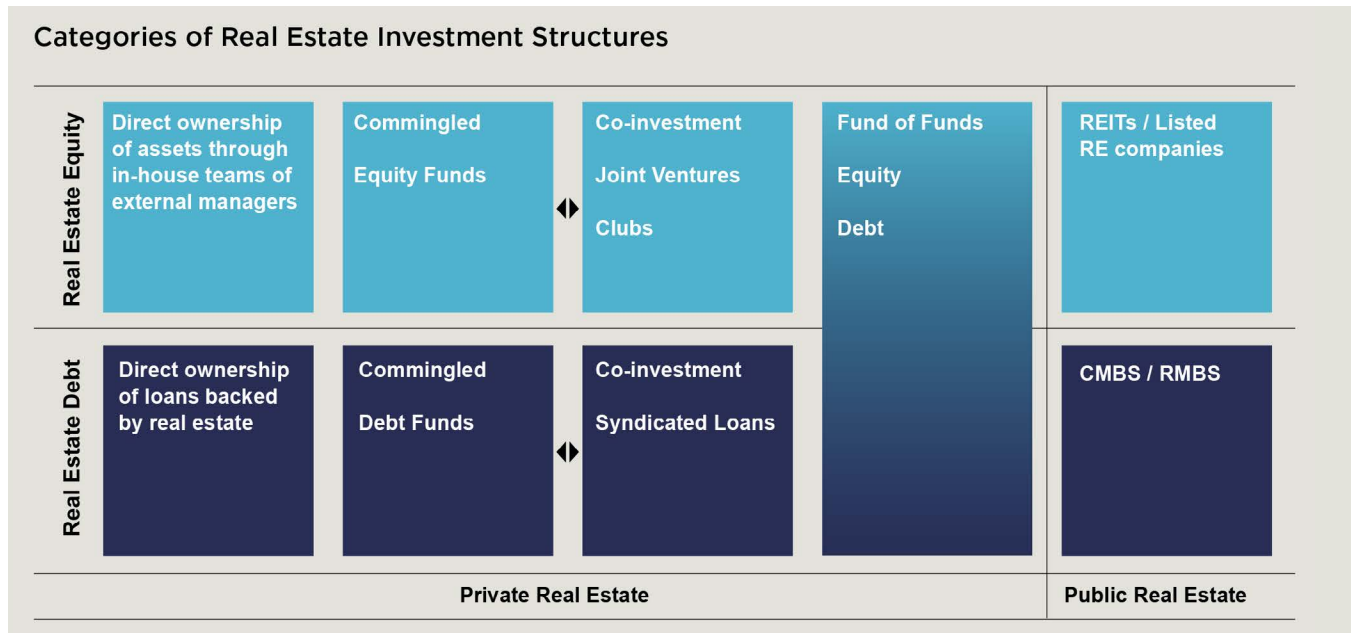 Categories of Real Estate Investment Structures
Real Estate Equity
Direct ownership
of assets through
in-house teams of
external managers
Commingled
Equity Funds
Co-investment
Joint Ventures
Clubs
Fund of Funds
Equity
Debt
REITs / Listed
RE companies
Real Estate Debt
Direct ownership
of loans backed
by real estate
Commingled
Debt Funds
Co-investment
Syndicated Loans
CMBS / RMBS
Private Real Estate
Public Real Estate